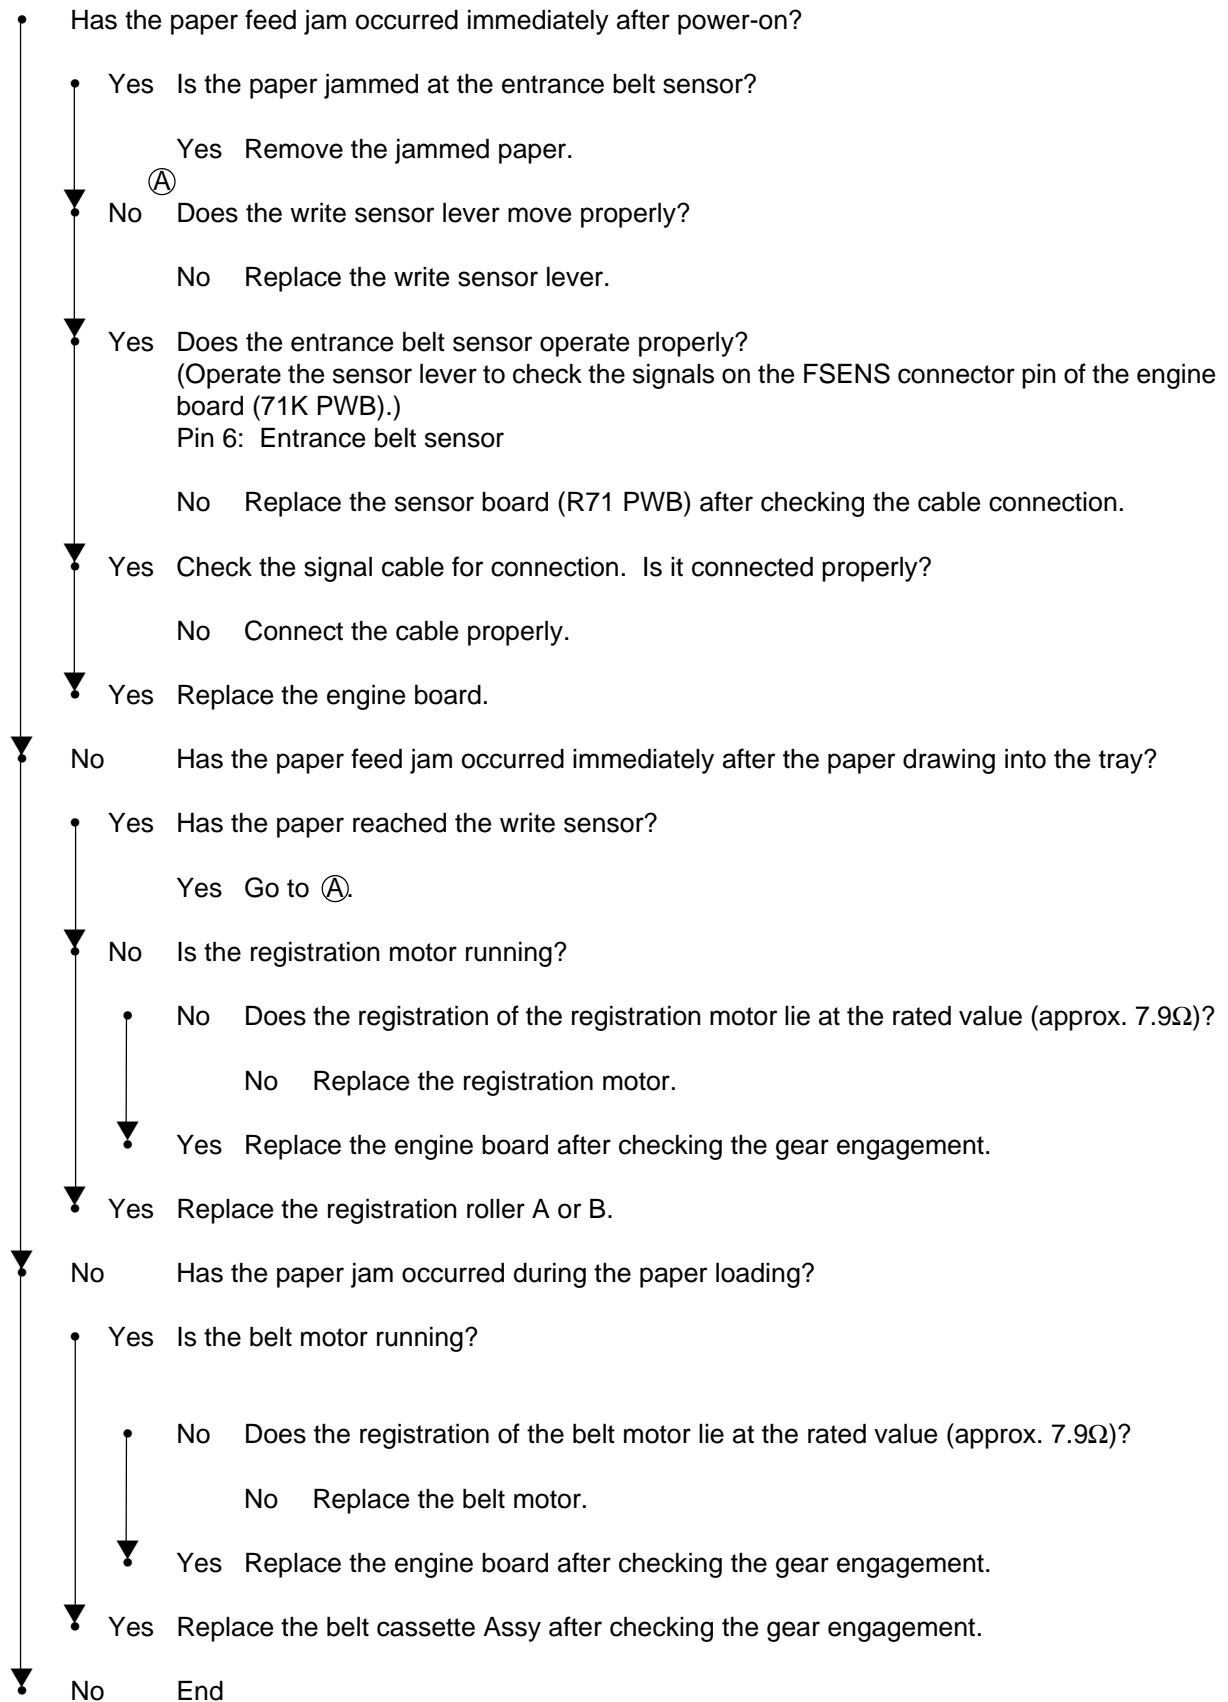 Has the paper feed jam occurred immediately after power-on?
Yes Is the paper jammed at the entrance belt sensor?
Yes Remove the jammed paper.
Ⓐ
No Does the write sensor lever move properly?
No Replace the write sensor lever.
Yes Does the entrance belt sensor operate properly?
(Operate the sensor lever to check the signals on the FSENS connector pin of the engine
board (71K PWB).)
Pin 6: Entrance belt sensor
No Replace the sensor board (R71 PWB) after checking the cable connection.
Yes Check the signal cable for connection. Is it connected properly?
No Connect the cable properly.
Yes Replace the engine board.
No Has the paper feed jam occurred immediately after the paper drawing into the tray?
Yes Has the paper reached the write sensor?
Yes Go to Ⓐ.
No Is the registration motor running?
No Does the registration of the registration motor lie at the rated value (approx. 7.9Ω)?
No Replace the registration motor.
Yes Replace the engine board after checking the gear engagement.
Yes Replace the registration roller A or B.
No Has the paper jam occurred during the paper loading?
Yes Is the belt motor running?
No Does the registration of the belt motor lie at the rated value (approx. 7.9Ω)?
No Replace the belt motor.
Yes Replace the engine board after checking the gear engagement.
Yes Replace the belt cassette Assy after checking the gear engagement.
No End